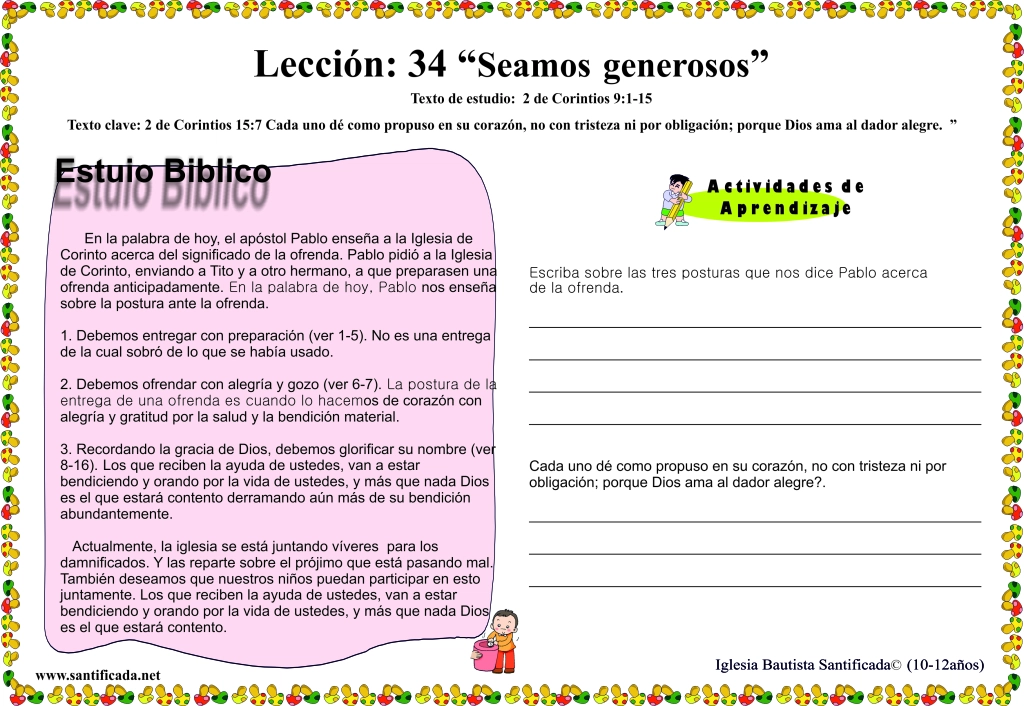 Lección: 34 “Seamos generosos”
Texto de estudio: 2 de Corintios 9:1-15
Texto clave: 2 de Corintios 15:7 Cada uno dé como propuso en su corazón, no con tristeza ni por obligación; porque Dios ama al dador alegre. ”
Estuio Biblico
En la palabra de hoy, el apóstol Pablo enseña a la Iglesia de
Corinto acerca del significado de la ofrenda. Pablo pidió a la Iglesia
de Corinto, enviando a Tito y a otro hermano, a que preparasen una
ofrenda anticipadamente. En la palabra de hoy, Pablo nos enseña
sobre la postura ante la ofrenda.
1. Debemos entregar con preparación (ver 1-5). No es una entrega
de la cual sobró de lo que se había usado.
2. Debemos ofrendar con alegría y gozo (ver 6-7). La postura de la
entrega de una ofrenda es cuando lo hacemos de corazón con
alegría y gratitud por la salud y la bendición material.
3. Recordando la gracia de Dios, debemos glorificar su nombre (ver
8-16). Los que reciben la ayuda de ustedes, van a estar
bendiciendo y orando por la vida de ustedes, y más que nada Dios
es el que estará contento derramando aún más de su bendición
abundantemente.
Actualmente, la iglesia se está juntando víveres para los
damnificados. Y las reparte sobre el prójimo que está pasando mal.
También deseamos que nuestros niños puedan participar en esto
juntamente. Los que reciben la ayuda de ustedes, van a estar
bendiciendo y orando por la vida de ustedes, y más que nada Dios
es el que estará contento.
www.santificada.net
Actividades de
Aprendizaje
Escriba sobre las tres posturas que nos dice Pablo acerca
de la ofrenda.
Cada uno dé como propuso en su corazón, no con tristeza ni por
obligación; porque Dios ama al dador alegre?.
Iglesia Bautista Santificada© (10-12años)